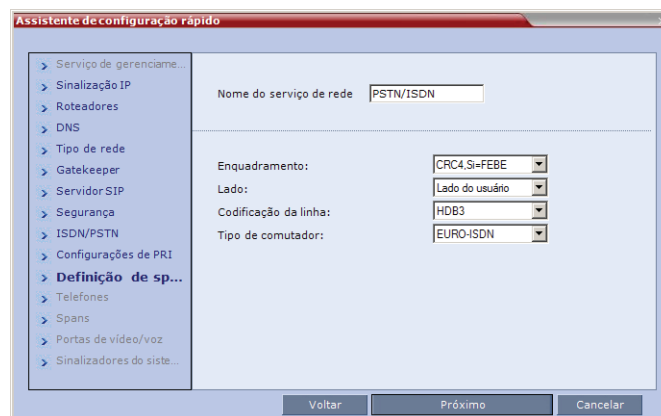 Assistente de configuração rápido
Serviço de gerenciame...
Sinalização IP
Roteadores
DNS
Tipo de rede
Gatekeeper
Servidor SIP
Segurança
ISDN/PSTN
Configurações de PRI
Definição de sp...
Telefones
Spans
Portas de vídeo/voz
Sinalizadores do siste...
Nome do serviço de rede PSTN/ISDN
Enquadramento: CRC4,Si=FEBE
Lado: Lado do usuário
Codificação da linha: HDB3
Tipo de comutador: EURO-ISDN
Voltar Próximo Cancelar